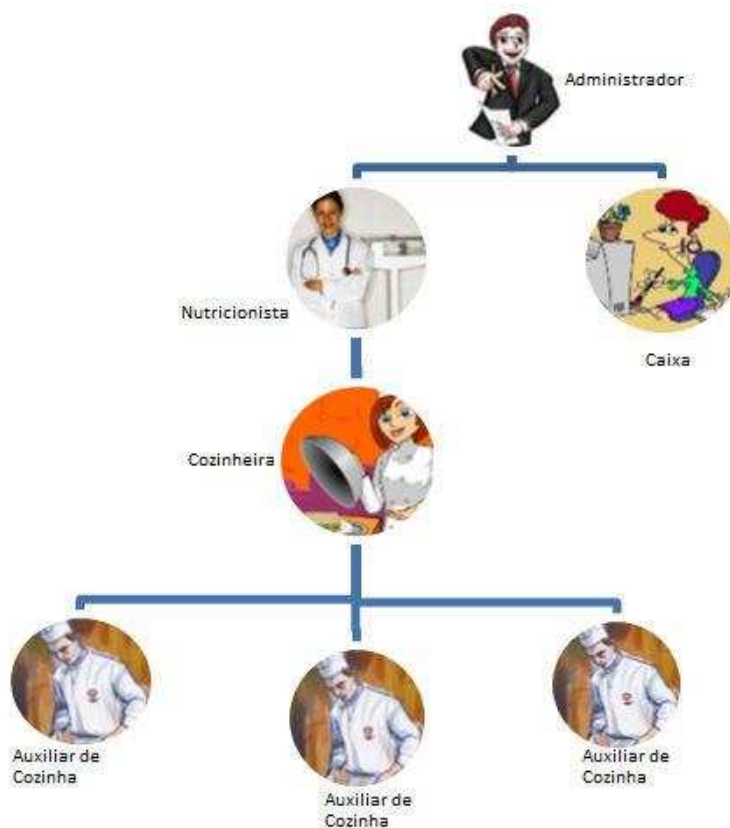 Administrador
Nutricionista
Caixa
Cozinheira
Auxiliar de
Cozinha
Auxiliar de
Cozinha
Auxiliar de
Cozinha